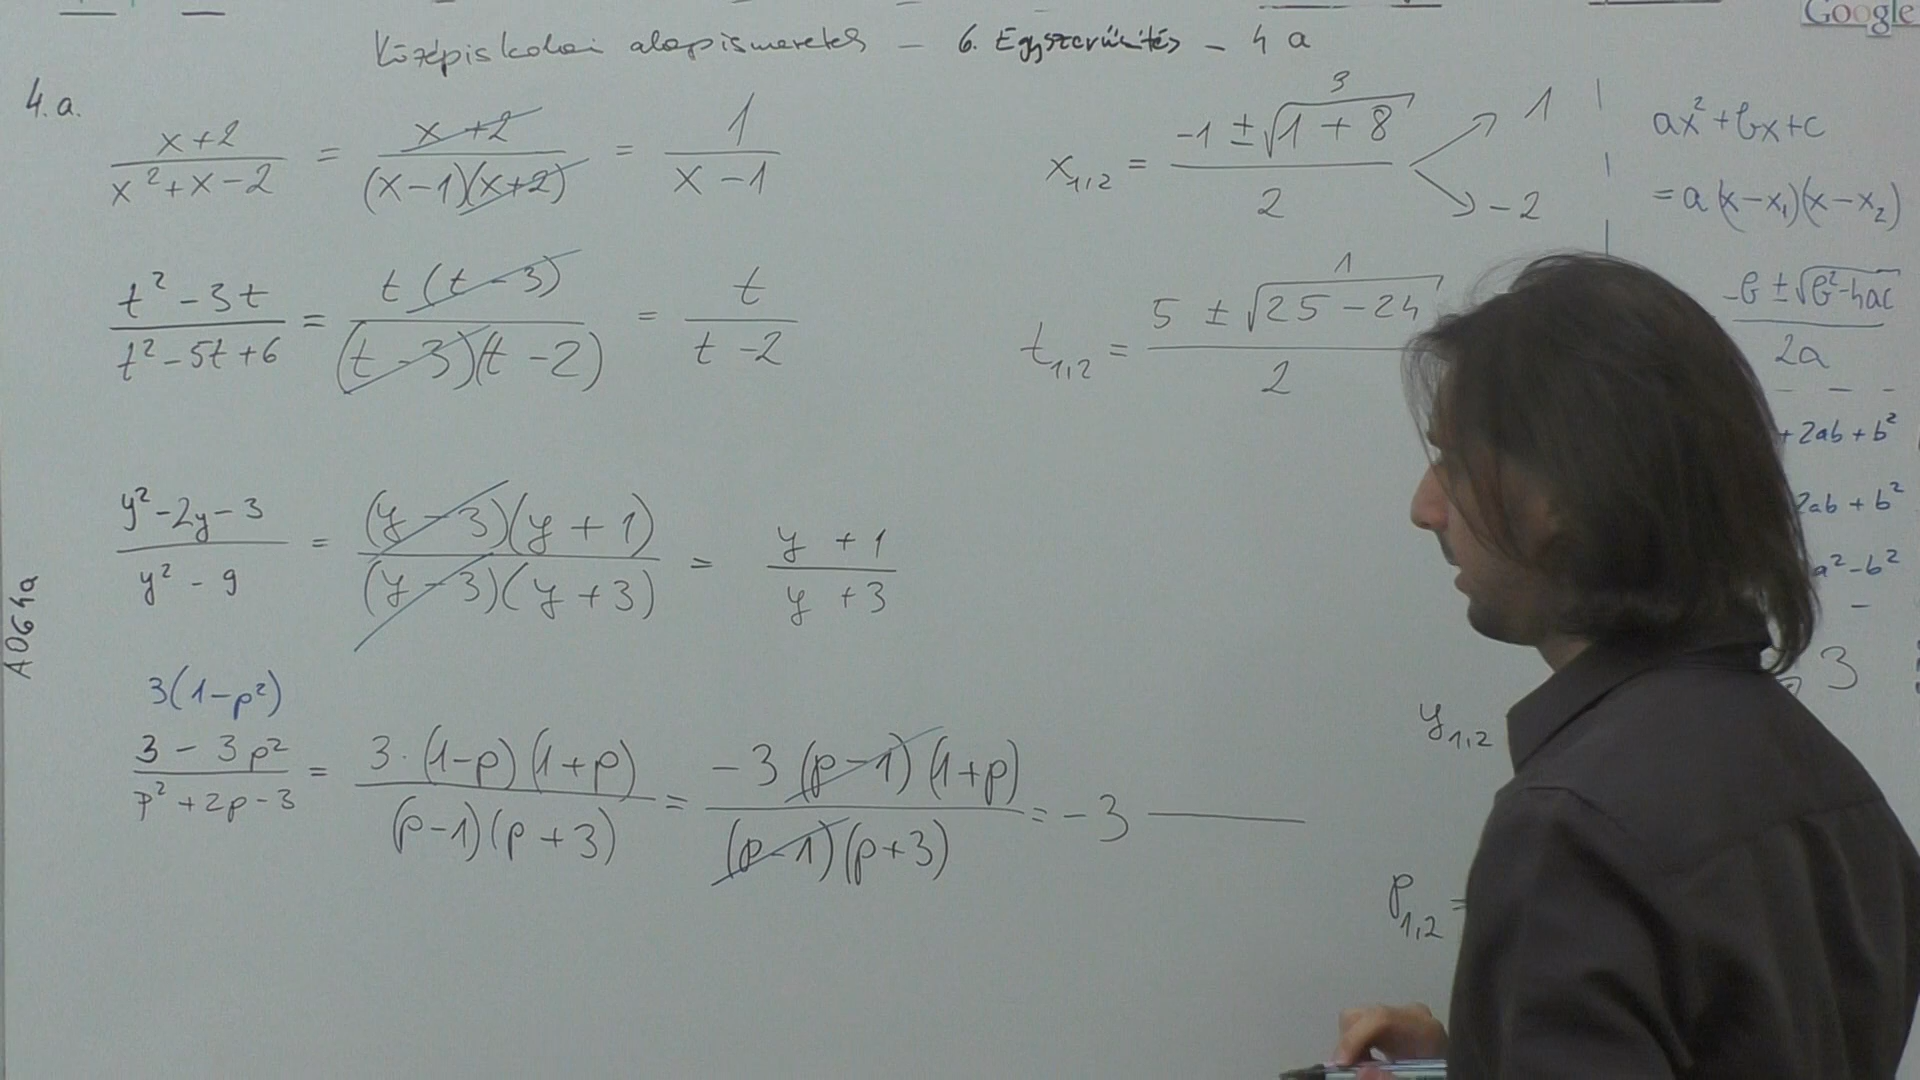 Google
Középiskolai alapismeretek - 6. Egyszerűsítés - 4 a
4.a.
x+2 / x²+x-2 = x+2 / (x-1)(x+2) = 1 / x-1
x₁,₂ = -1 ± √1+8 / 2
3
1
-2
ax²+bx+c
= a(x-x₁)(x-x₂)
t²-3t / t²-5t+6 = t(t-3) / (t-3)(t-2) = t / t-2
t₁,₂ = 5 ± √25-24 / 2
1
-b ± √b²-4ac / 2a
+ 2ab + b²
2ab + b²
a²-b²
y²-2y-3 / y²-9 = (y-3)(y+1) / (y-3)(y+3) = y+1 / y+3
3
y₁,₂
3(1-p²)
3-3p² / p²+2p-3 = 3·(1-p)(1+p) / (p-1)(p+3) = -3(p-1)(1+p) / (p-1)(p+3) = -3
p₁,₂ =
A06 4a